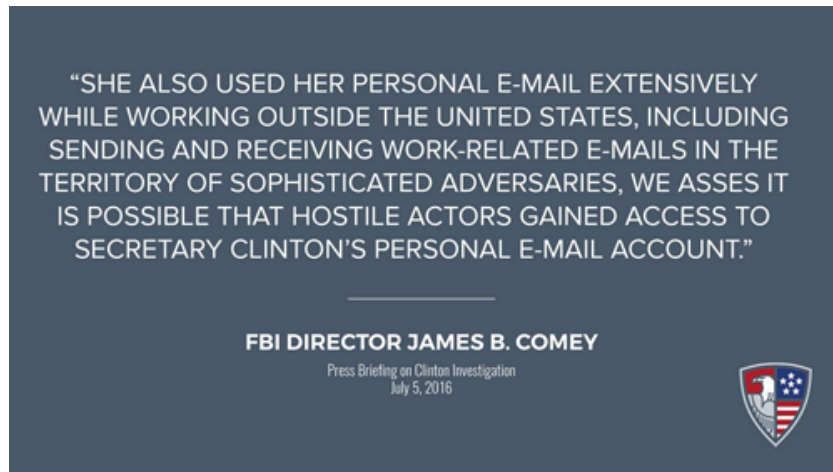 “SHE ALSO USED HER PERSONAL E-MAIL EXTENSIVELY
WHILE WORKING OUTSIDE THE UNITED STATES, INCLUDING
SENDING AND RECEIVING WORK-RELATED E-MAILS IN THE
TERRITORY OF SOPHISTICATED ADVERSARIES, WE ASSES IT
IS POSSIBLE THAT HOSTILE ACTORS GAINED ACCESS TO
SECRETARY CLINTON’S PERSONAL E-MAIL ACCOUNT.”
FBI DIRECTOR JAMES B. COMEY
Press Briefing on Clinton Investigation
July 5, 2016